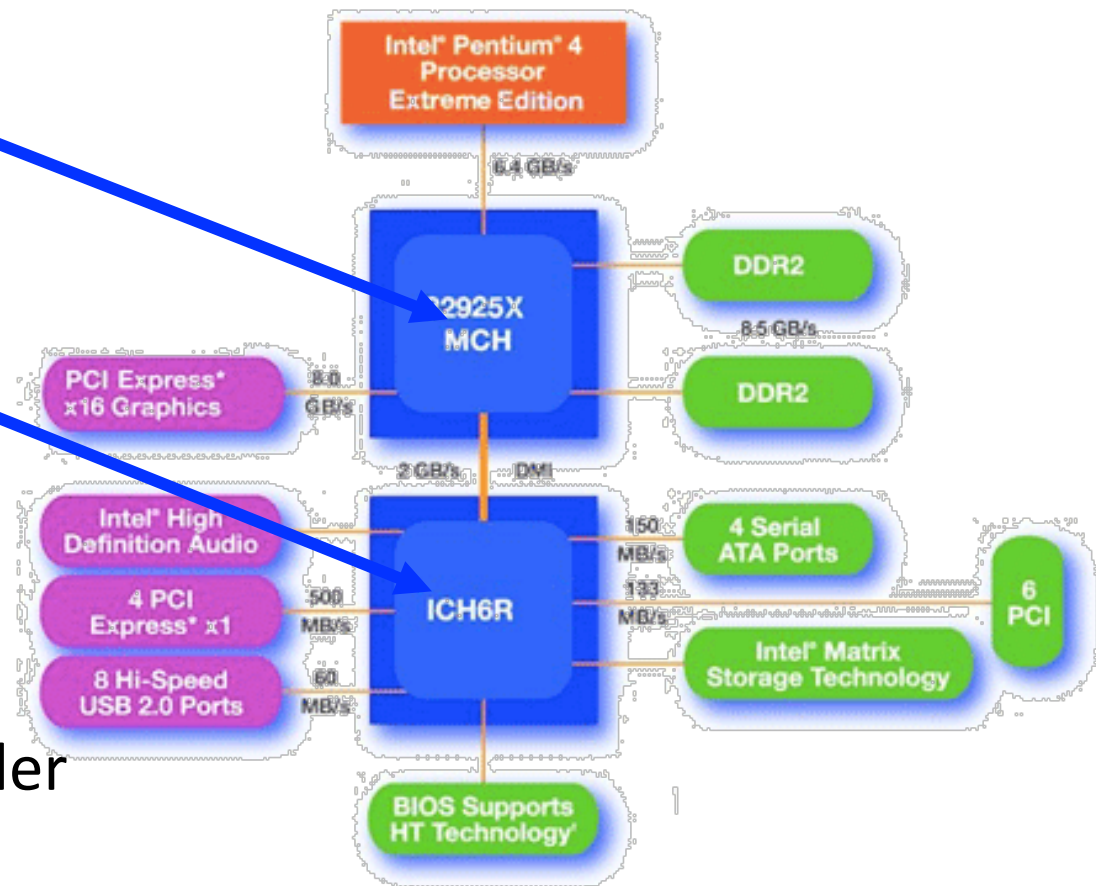 Intel* Pentium* 4
Processor
Extreme Edition
6.4 GB/s
2925X
MCH
DDR2
8.5 GB/s
DDR2
PCI Express*
x16 Graphics
8.0
GB/s
2 GB/s
DMI
Intel* High
Definition Audio
4 PCI
Express* x1
500
MB/s
8 Hi-Speed
USB 2.0 Ports
60
MB/s
ICH6R
150
MB/s
4 Serial
ATA Ports
133
MB/s
6
PCI
Intel* Matrix
Storage Technology
BIOS Supports
HT Technology*
ler